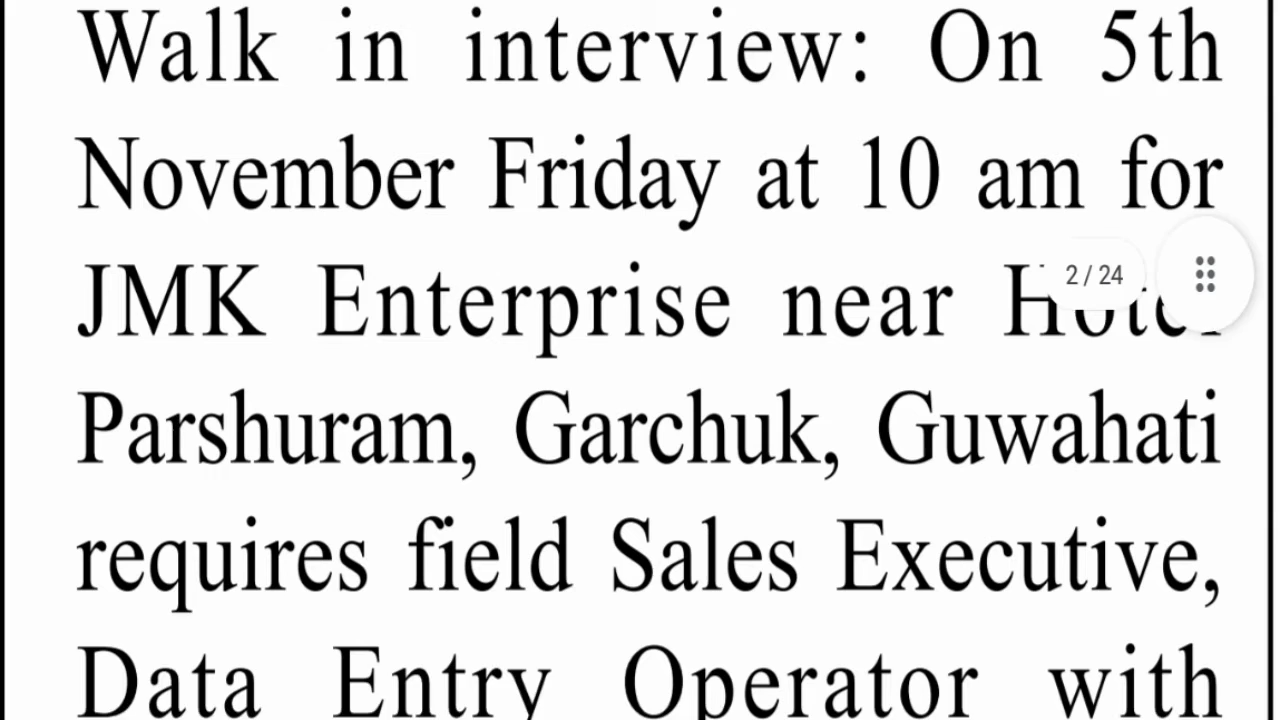 Walk in interview: On 5th
November Friday at 10 am for
JMK Enterprise near Hotel
2 / 24
Parshuram, Garchuk, Guwahati
requires field Sales Executive,
Data Entry Operator with